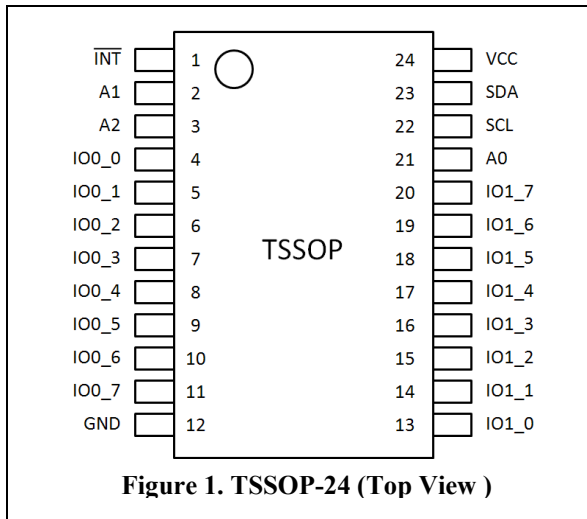 INT 1 24 VCC
A1 2 23 SDA
A2 3 22 SCL
IO0_0 4 21 A0
IO0_1 5 20 IO1_7
IO0_2 6 19 IO1_6
IO0_3 7 18 IO1_5
TSSOP
IO0_4 8 17 IO1_4
IO0_5 9 16 IO1_3
IO0_6 10 15 IO1_2
IO0_7 11 14 IO1_1
GND 12 13 IO1_0
Figure 1. TSSOP-24 (Top View )